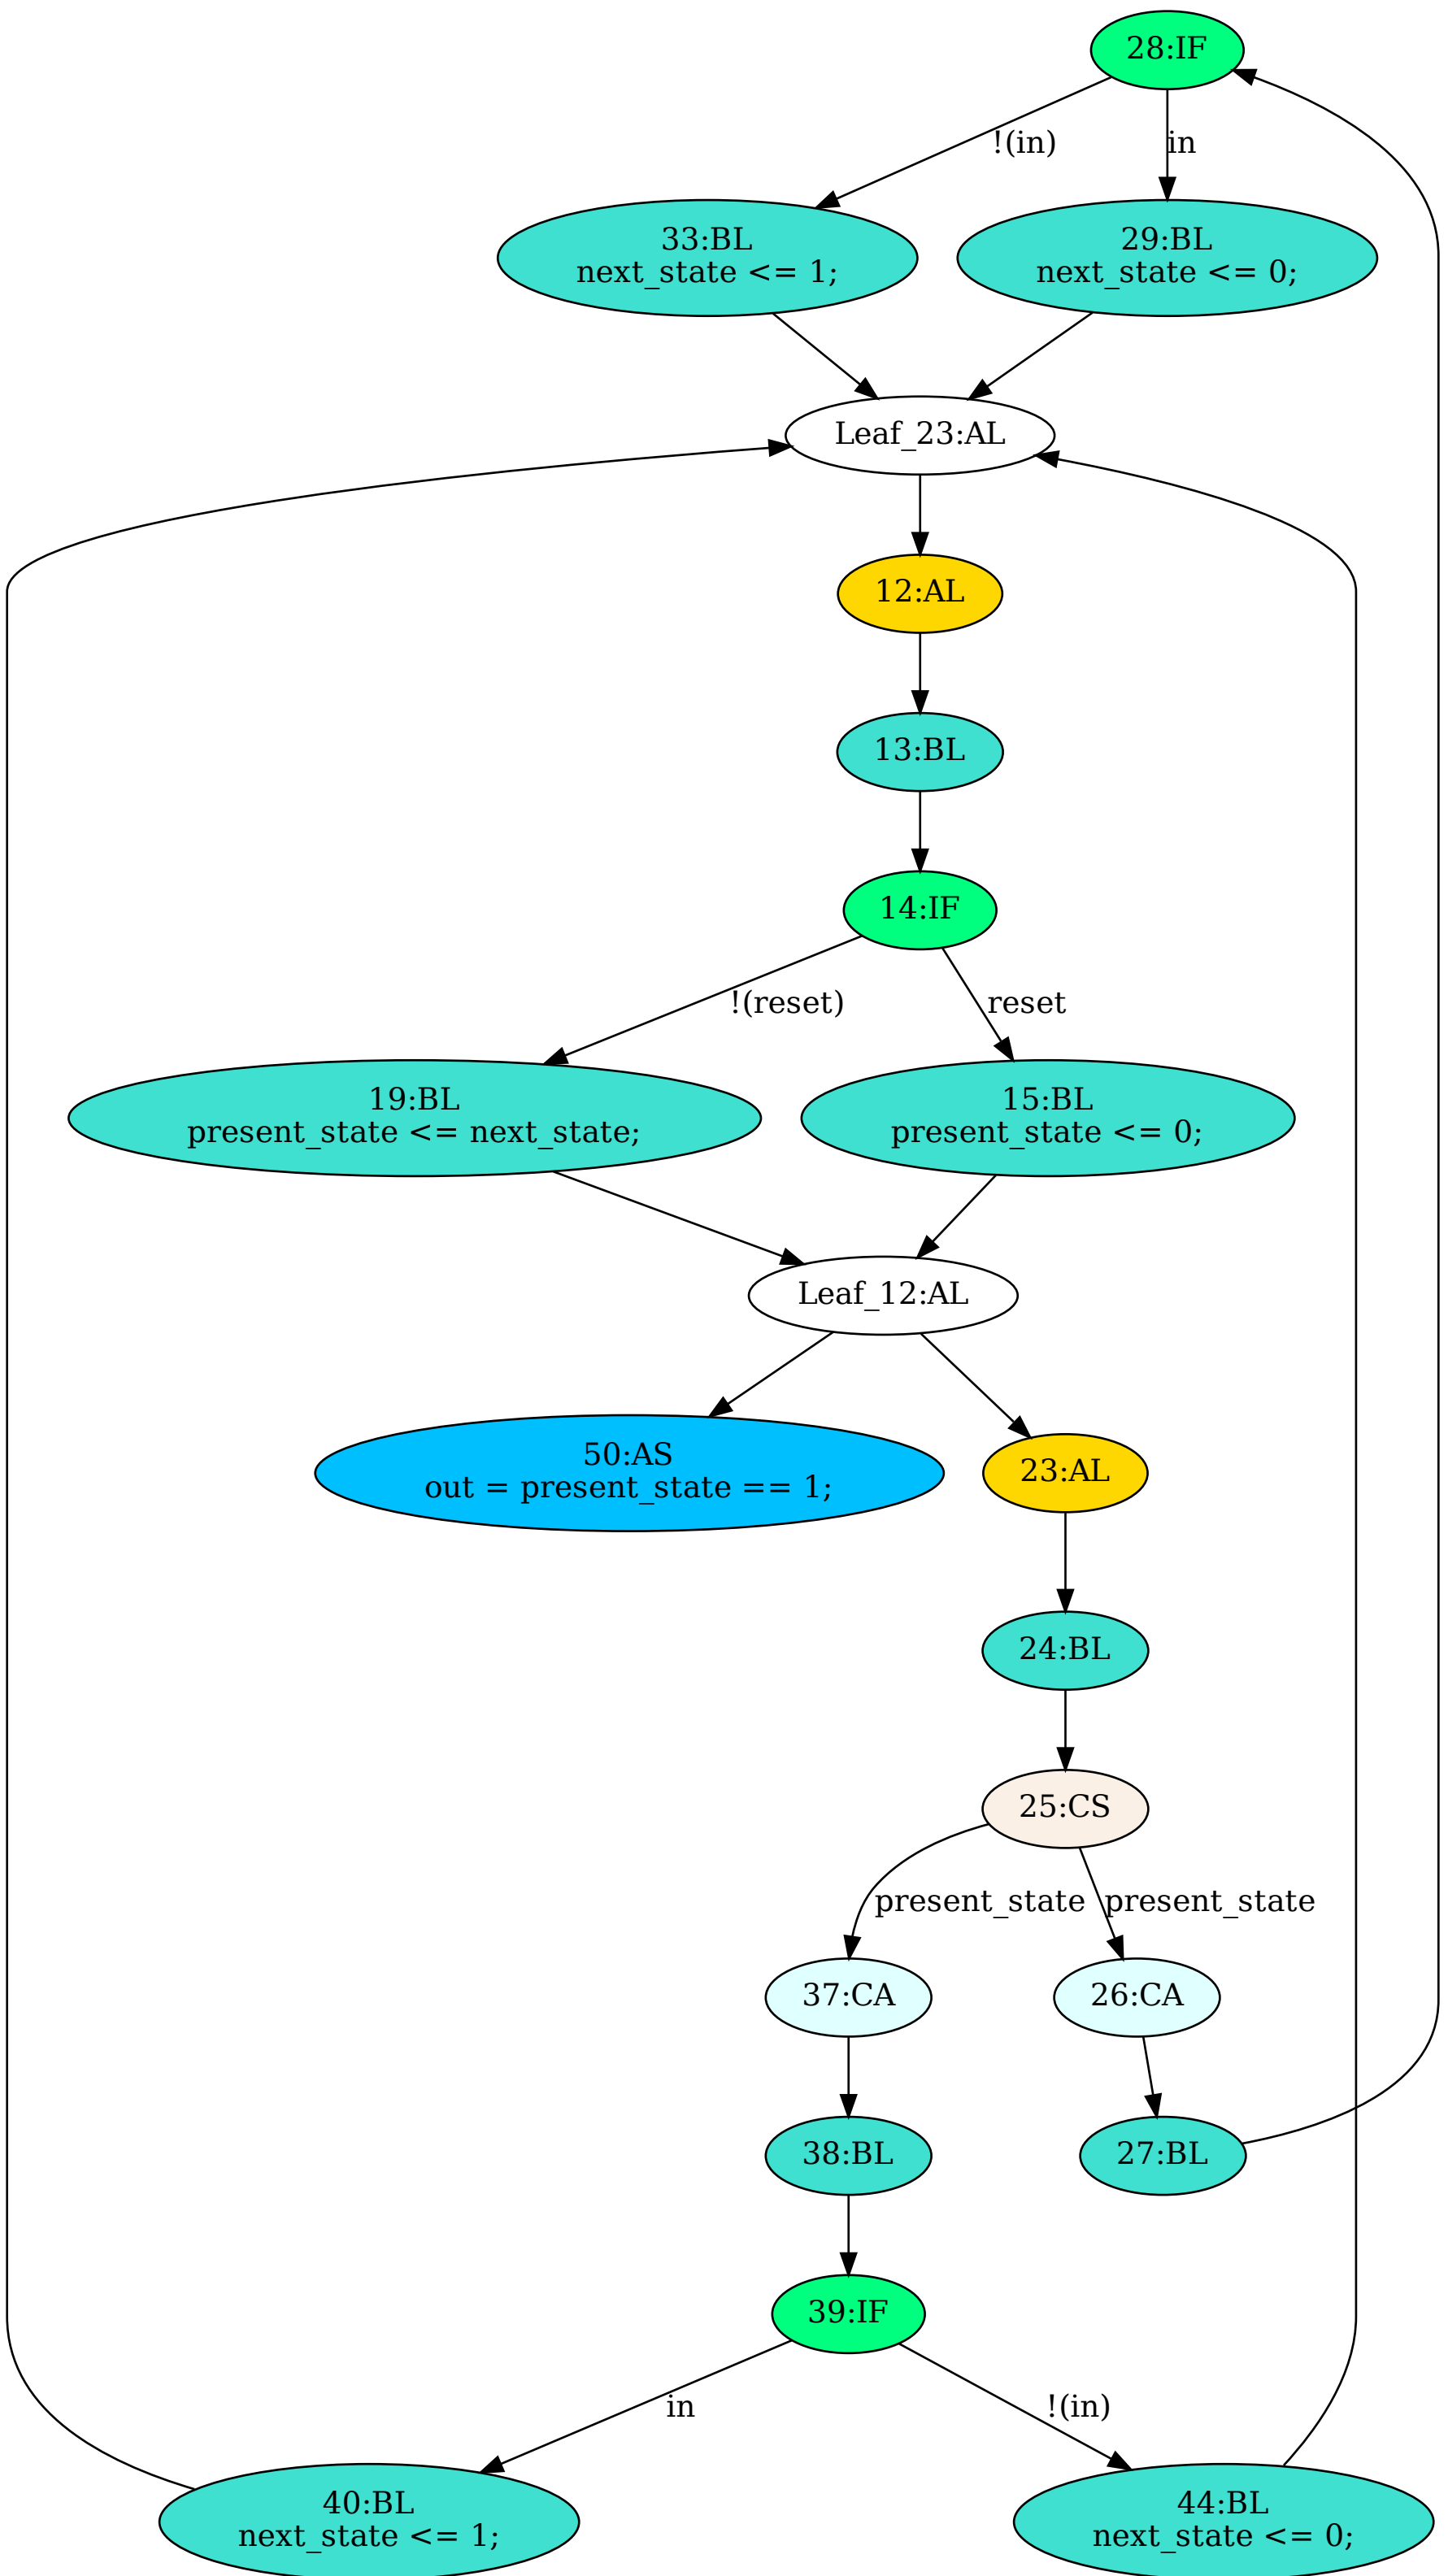 28:IF
!(in)
in
33:BL
next_state <= 1;
29:BL
next_state <= 0;
Leaf_23:AL
12:AL
13:BL
14:IF
!(reset)
reset
19:BL
present_state <= next_state;
15:BL
present_state <= 0;
Leaf_12:AL
50:AS
out = present_state == 1;
23:AL
24:BL
25:CS
present_state
present_state
37:CA
26:CA
38:BL
27:BL
39:IF
in
!(in)
40:BL
next_state <= 1;
44:BL
next_state <= 0;